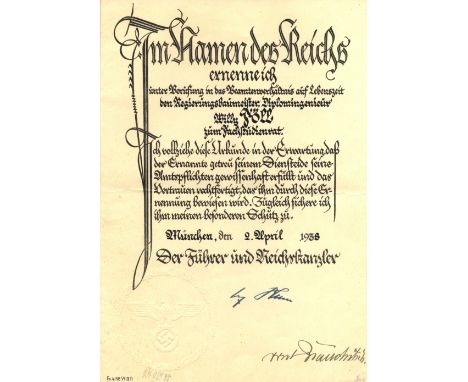 Im Namen des Reichs
ernenne ich
unter Berufung in das Beamtenverhältnis auf Lebenszeit
den Regierungsbaumeister, Diplomingenieur
Willy Föll
zum Fachstudienrat.
Ich vollziehe diese Urkunde in der Erwartung, daß
der Ernannte getreu seinem Diensteide seine
Amtspflichten gewissenhaft erfüllt und das
Vertrauen rechtfertigt, das ihm durch diese Er-
nennung bewiesen wird. Zugleich sichere ich
ihm meinen besonderen Schutz zu.
München, den 2. April 1938
Der Führer und Reichskanzler